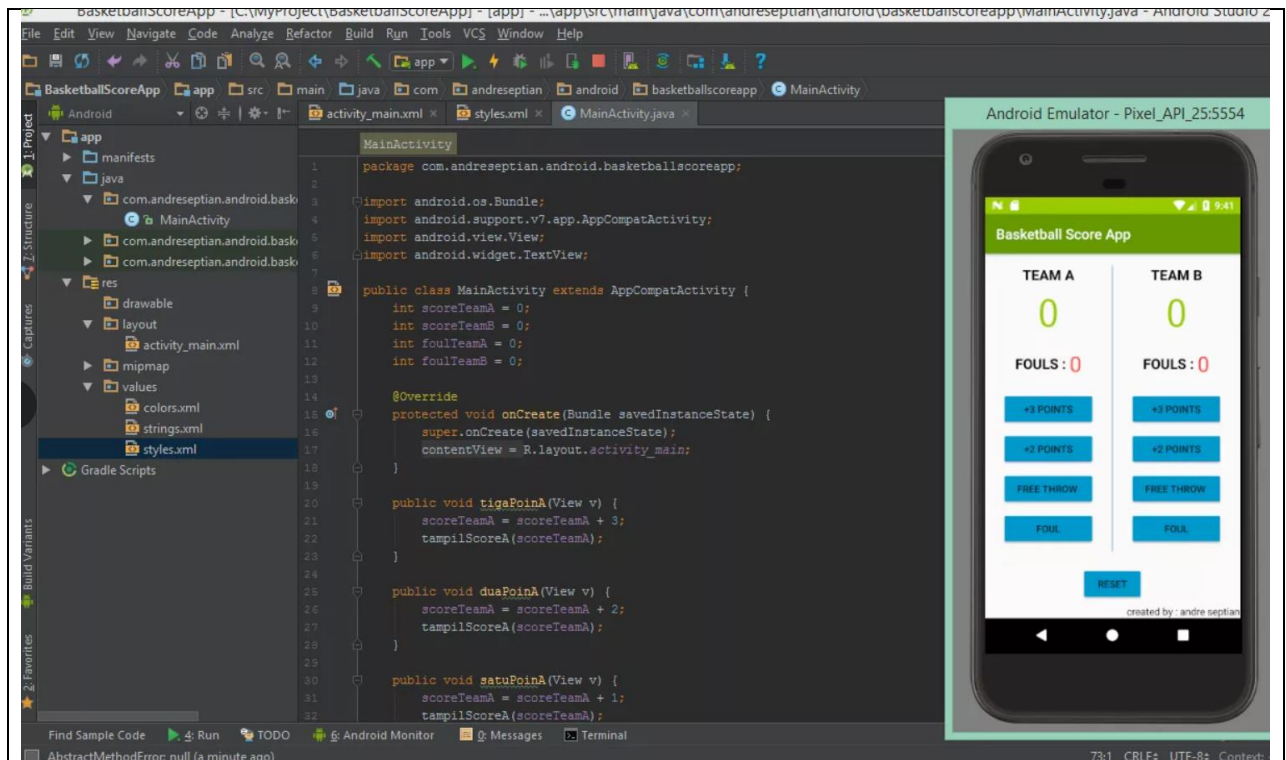 BasketballScoreApp - [C:\MyProject\BasketballScoreApp] - [app] - ...\app\src\main\java\com\andreseptian\android\basketballscoreapp\MainActivity.java - Android Studio 2
File Edit View Navigate Code Analyze Refactor Build Run Tools VCS Window Help
app
BasketballScoreApp app src main java com andreseptian android basketballscoreapp MainActivity
Android
activity_main.xml styles.xml MainActivity.java
1: Project
7: Structure
Captures
Build Variants
2: Favorites
app
manifests
java
com.andreseptian.android.bask
MainActivity
com.andreseptian.android.bask
com.andreseptian.android.bask
res
drawable
layout
activity_main.xml
mipmap
values
colors.xml
strings.xml
styles.xml
Gradle Scripts
MainActivity
1 package com.andreseptian.android.basketballscoreapp;
2
3 import android.os.Bundle;
4 import android.support.v7.app.AppCompatActivity;
5 import android.view.View;
6 import android.widget.TextView;
7
8 public class MainActivity extends AppCompatActivity {
9 int scoreTeamA = 0;
10 int scoreTeamB = 0;
11 int foulTeamA = 0;
12 int foulTeamB = 0;
13
14 @Override
15 protected void onCreate(Bundle savedInstanceState) {
16 super.onCreate(savedInstanceState);
17 contentView = R.layout.activity_main;
18 }
19
20 public void tigaPoinA(View v) {
21 scoreTeamA = scoreTeamA + 3;
22 tampilScoreA(scoreTeamA);
23 }
24
25 public void duaPoinA(View v) {
26 scoreTeamA = scoreTeamA + 2;
27 tampilScoreA(scoreTeamA);
28 }
29
30 public void satuPoinA(View v) {
31 scoreTeamA = scoreTeamA + 1;
32 tampilScoreA(scoreTeamA);
Android Emulator - Pixel_API_25:5554
9:41
Basketball Score App
TEAM A TEAM B
0 0
FOULS : 0 FOULS : 0
+3 POINTS +3 POINTS
+2 POINTS +2 POINTS
FREE THROW FREE THROW
FOUL FOUL
RESET
created by : andre septian
Find Sample Code 4: Run TODO 6: Android Monitor 0: Messages Terminal
AbstractMethodError: null (a minute ago)
73:1 CRLF UTF-8 Context: